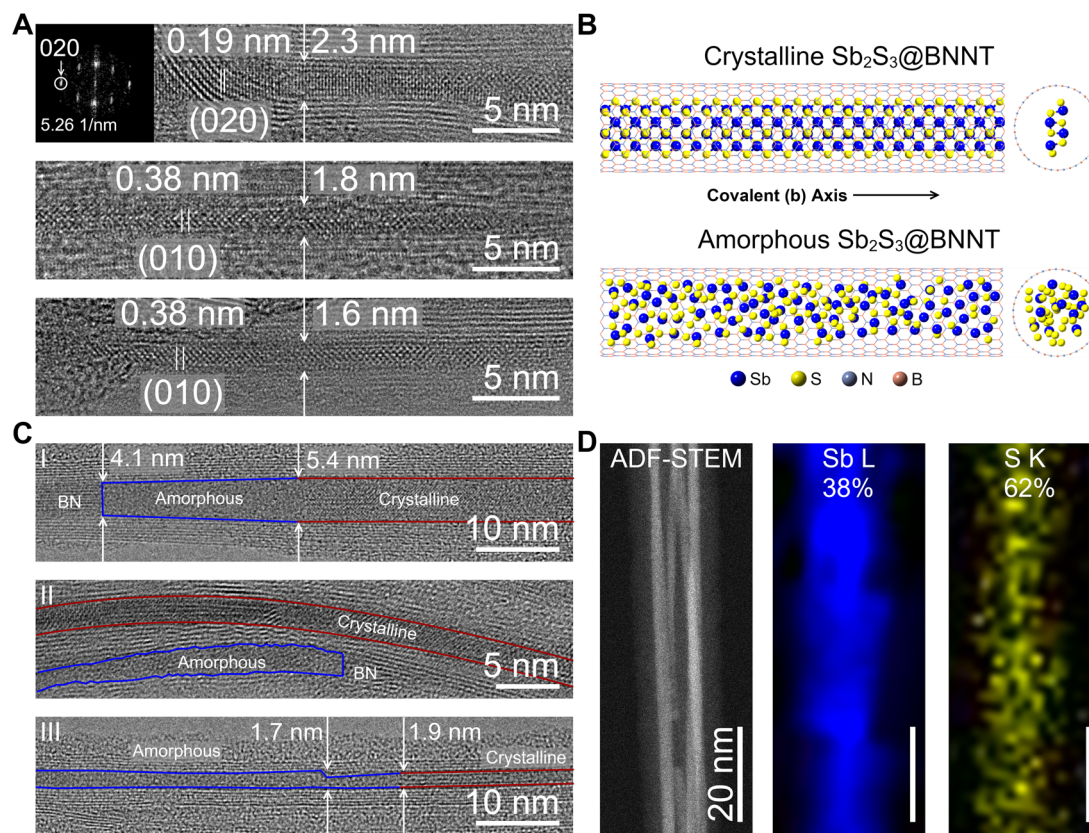 A
020
5.26 1/nm
0.19 nm
2.3 nm
(020)
5 nm
0.38 nm
1.8 nm
(010)
5 nm
0.38 nm
1.6 nm
(010)
5 nm
B
Crystalline Sb₂S₃@BNNT
Covalent (b) Axis
Amorphous Sb₂S₃@BNNT
Sb S N B
C
I
4.1 nm
5.4 nm
BN
Amorphous
Crystalline
10 nm
II
Crystalline
Amorphous
BN
5 nm
III
Amorphous
1.7 nm
1.9 nm
Crystalline
10 nm
D
ADF-STEM
20 nm
Sb L
38%
S K
62%